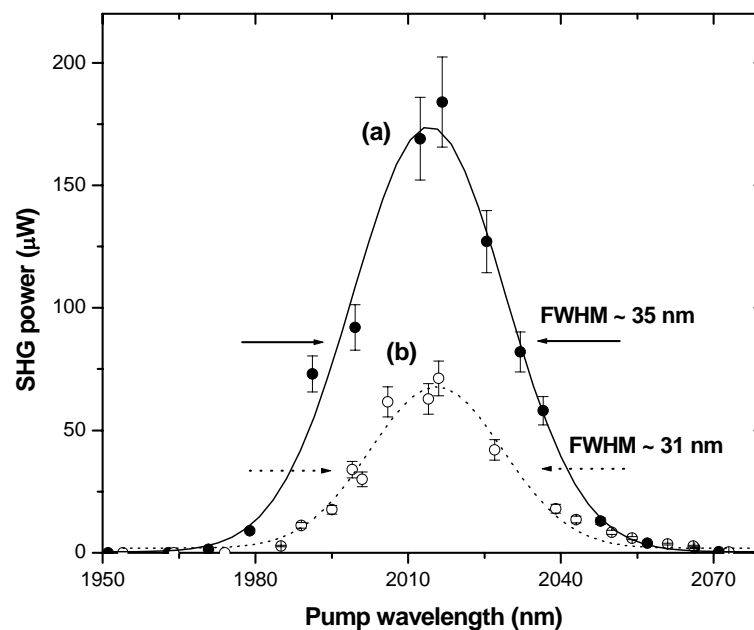 200
(a)
150
SHG power (μW)
100
FWHM ~ 35 nm
(b)
50
FWHM ~ 31 nm
0
1950 1980 2010 2040 2070
Pump wavelength (nm)